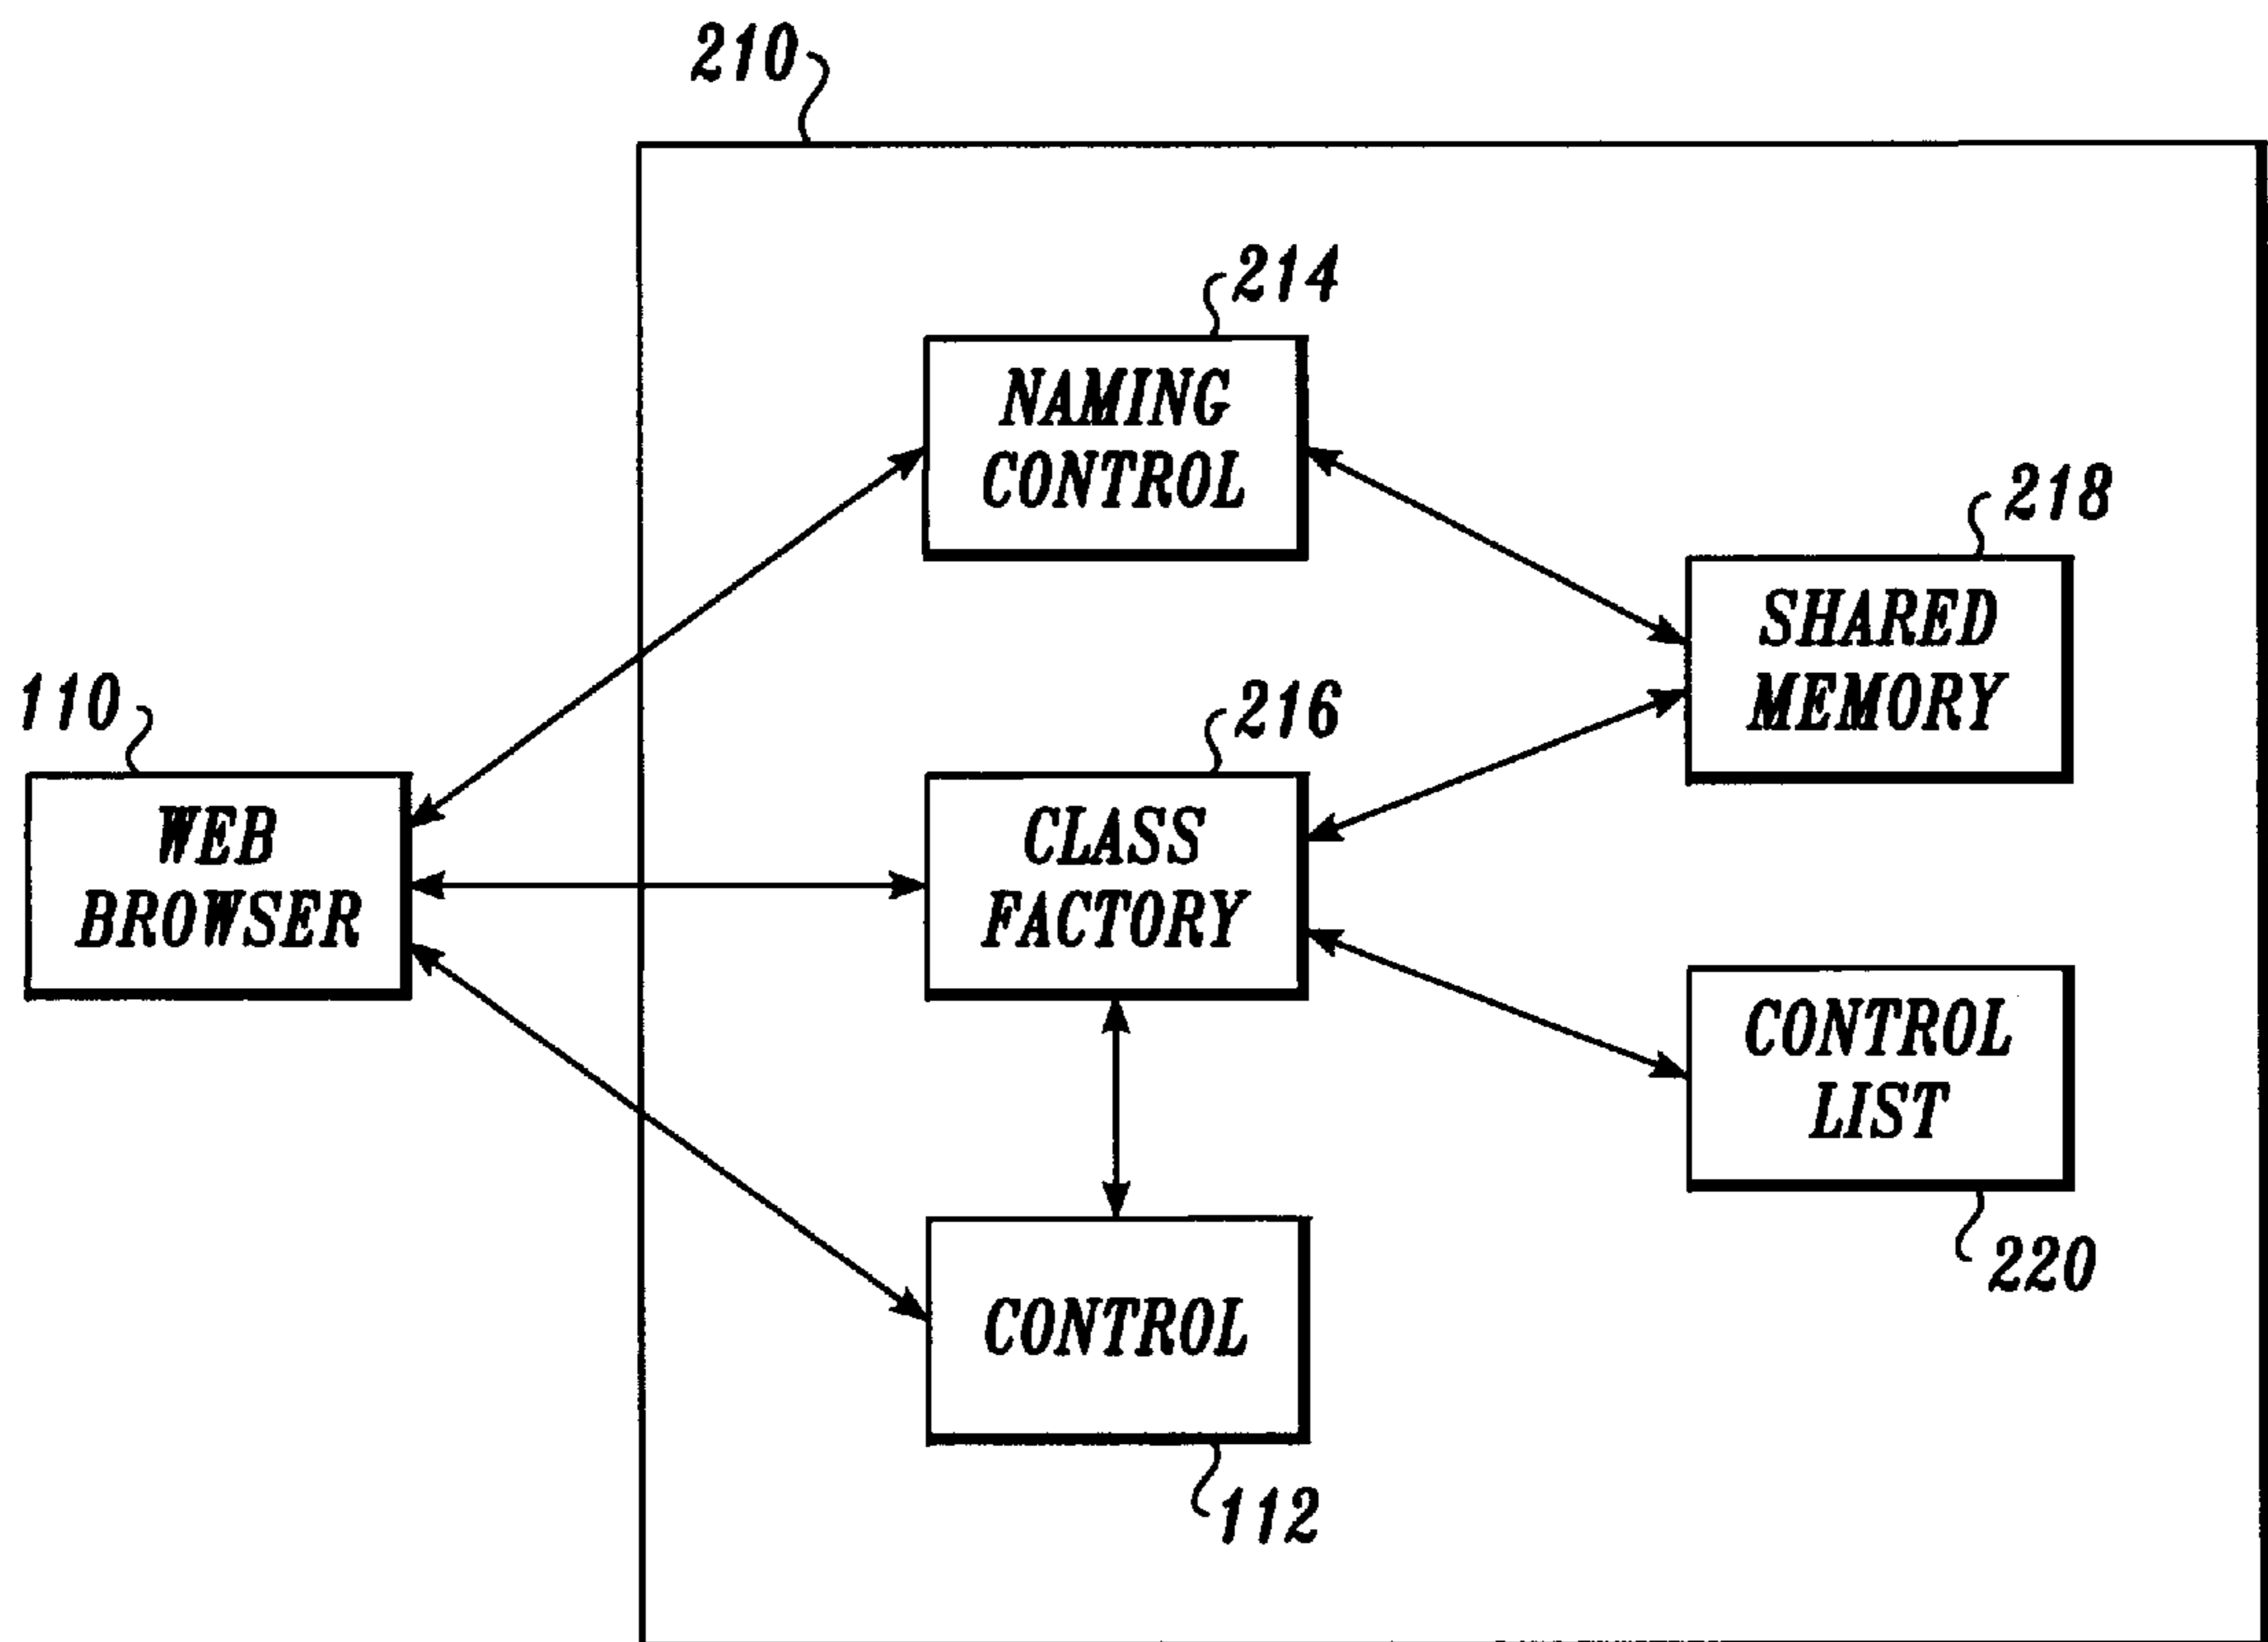 210
214
NAMING
CONTROL
218
SHARED
MEMORY
110
WEB
BROWSER
216
CLASS
FACTORY
CONTROL
LIST
220
CONTROL
112